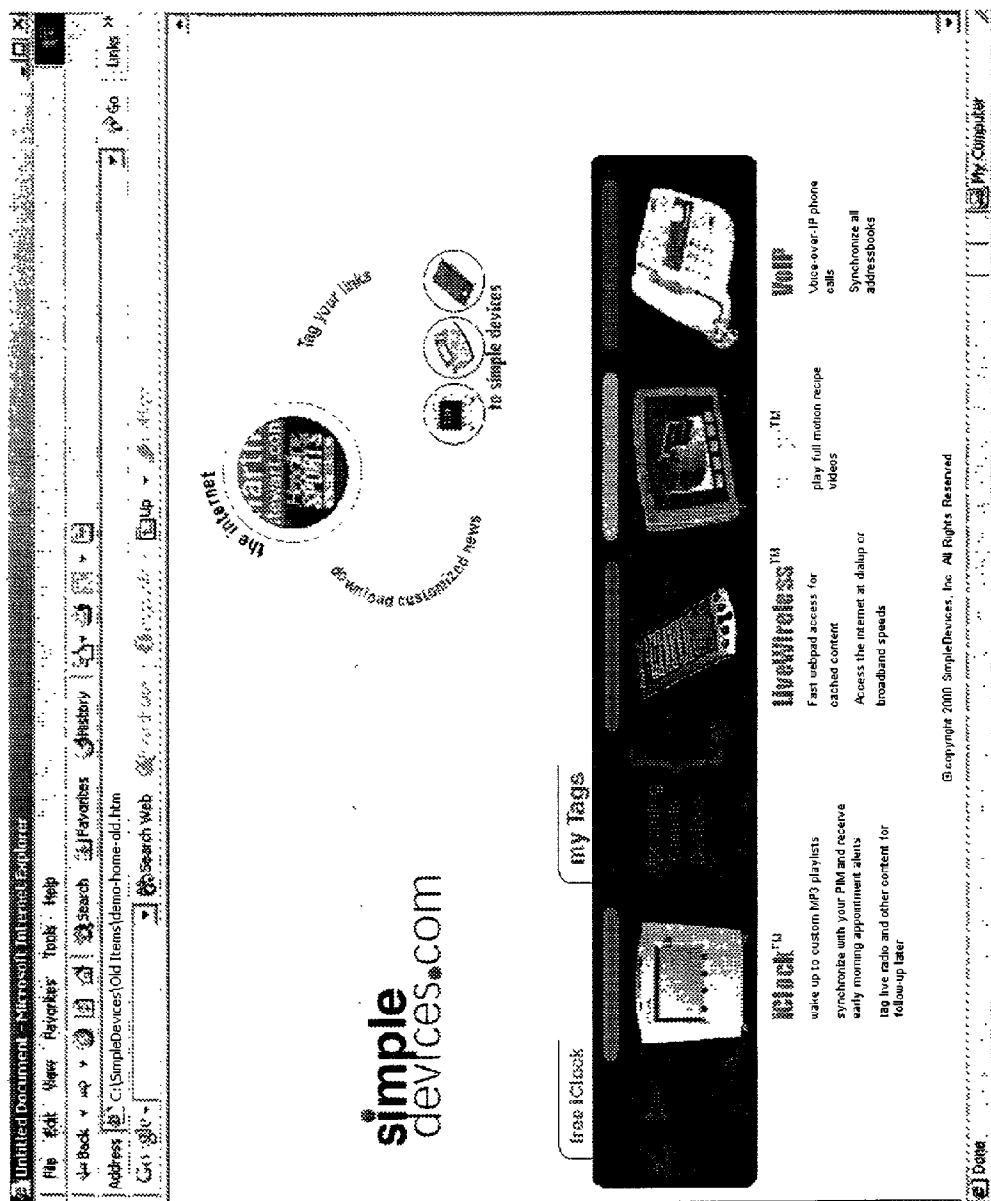 Untitled Document - Microsoft Internet Explorer
File Edit View Favorites Tools Help
Back Search Favorites History
Address C:\SimpleDevices\Old Items\demo-home-old.htm Go Links »
Google Search Web Up
simple
devices.com
the internet
Tag your links
download customized news
to simple devices
free iClock
my Tags
iClock™
wake up to custom MP3 playlists
synchronize with your PIM and receive
early morning appointment alerts
tag live radio and other content for
follow-up later
LiveWireless™
Fast webpad access for
cached content
Access the internet at dialup or
broadband speeds
TM
play full motion recipe
videos
VoIP
Voice-over-IP phone
calls
Synchronize all
addressbooks
© copyright 2000 SimpleDevices, Inc All Rights Reserved
Done
My Computer